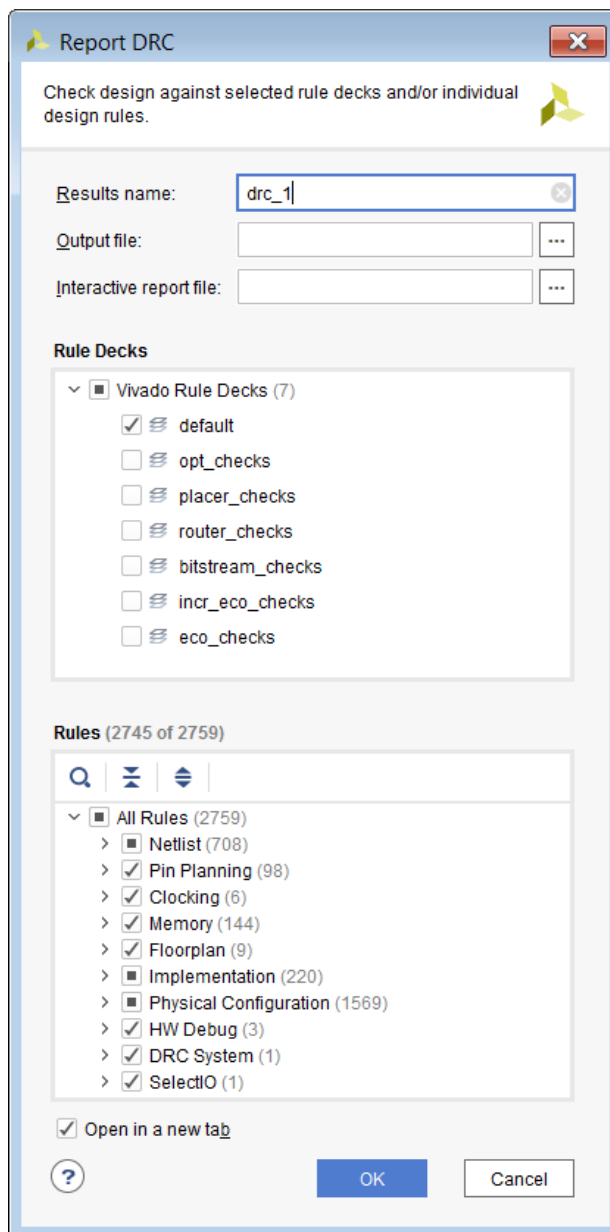 Report DRC
Check design against selected rule decks and/or individual
design rules.
Results name: drc_1
Output file: ...
Interactive report file: ...
Rule Decks
Vivado Rule Decks (7)
default
opt_checks
placer_checks
router_checks
bitstream_checks
incr_eco_checks
eco_checks
Rules (2745 of 2759)
All Rules (2759)
Netlist (708)
Pin Planning (98)
Clocking (6)
Memory (144)
Floorplan (9)
Implementation (220)
Physical Configuration (1569)
HW Debug (3)
DRC System (1)
SelectIO (1)
Open in a new tab
? OK Cancel